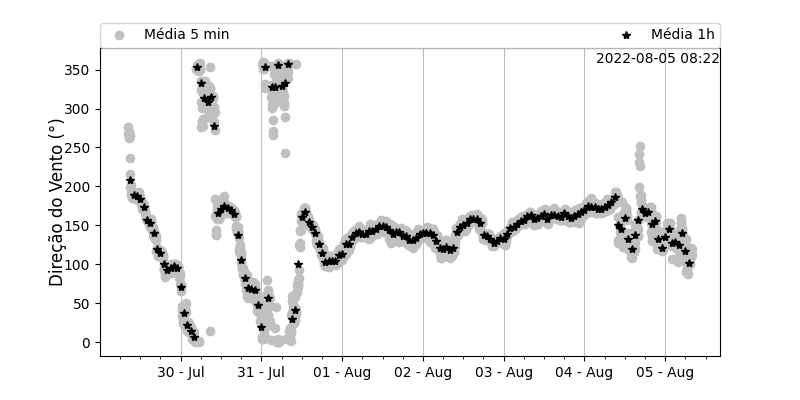 Média 5 min
Média 1h
2022-08-05 08:22
Direção do Vento (°)
350
300
250
200
150
100
50
0
30 - Jul
31 - Jul
01 - Aug
02 - Aug
03 - Aug
04 - Aug
05 - Aug